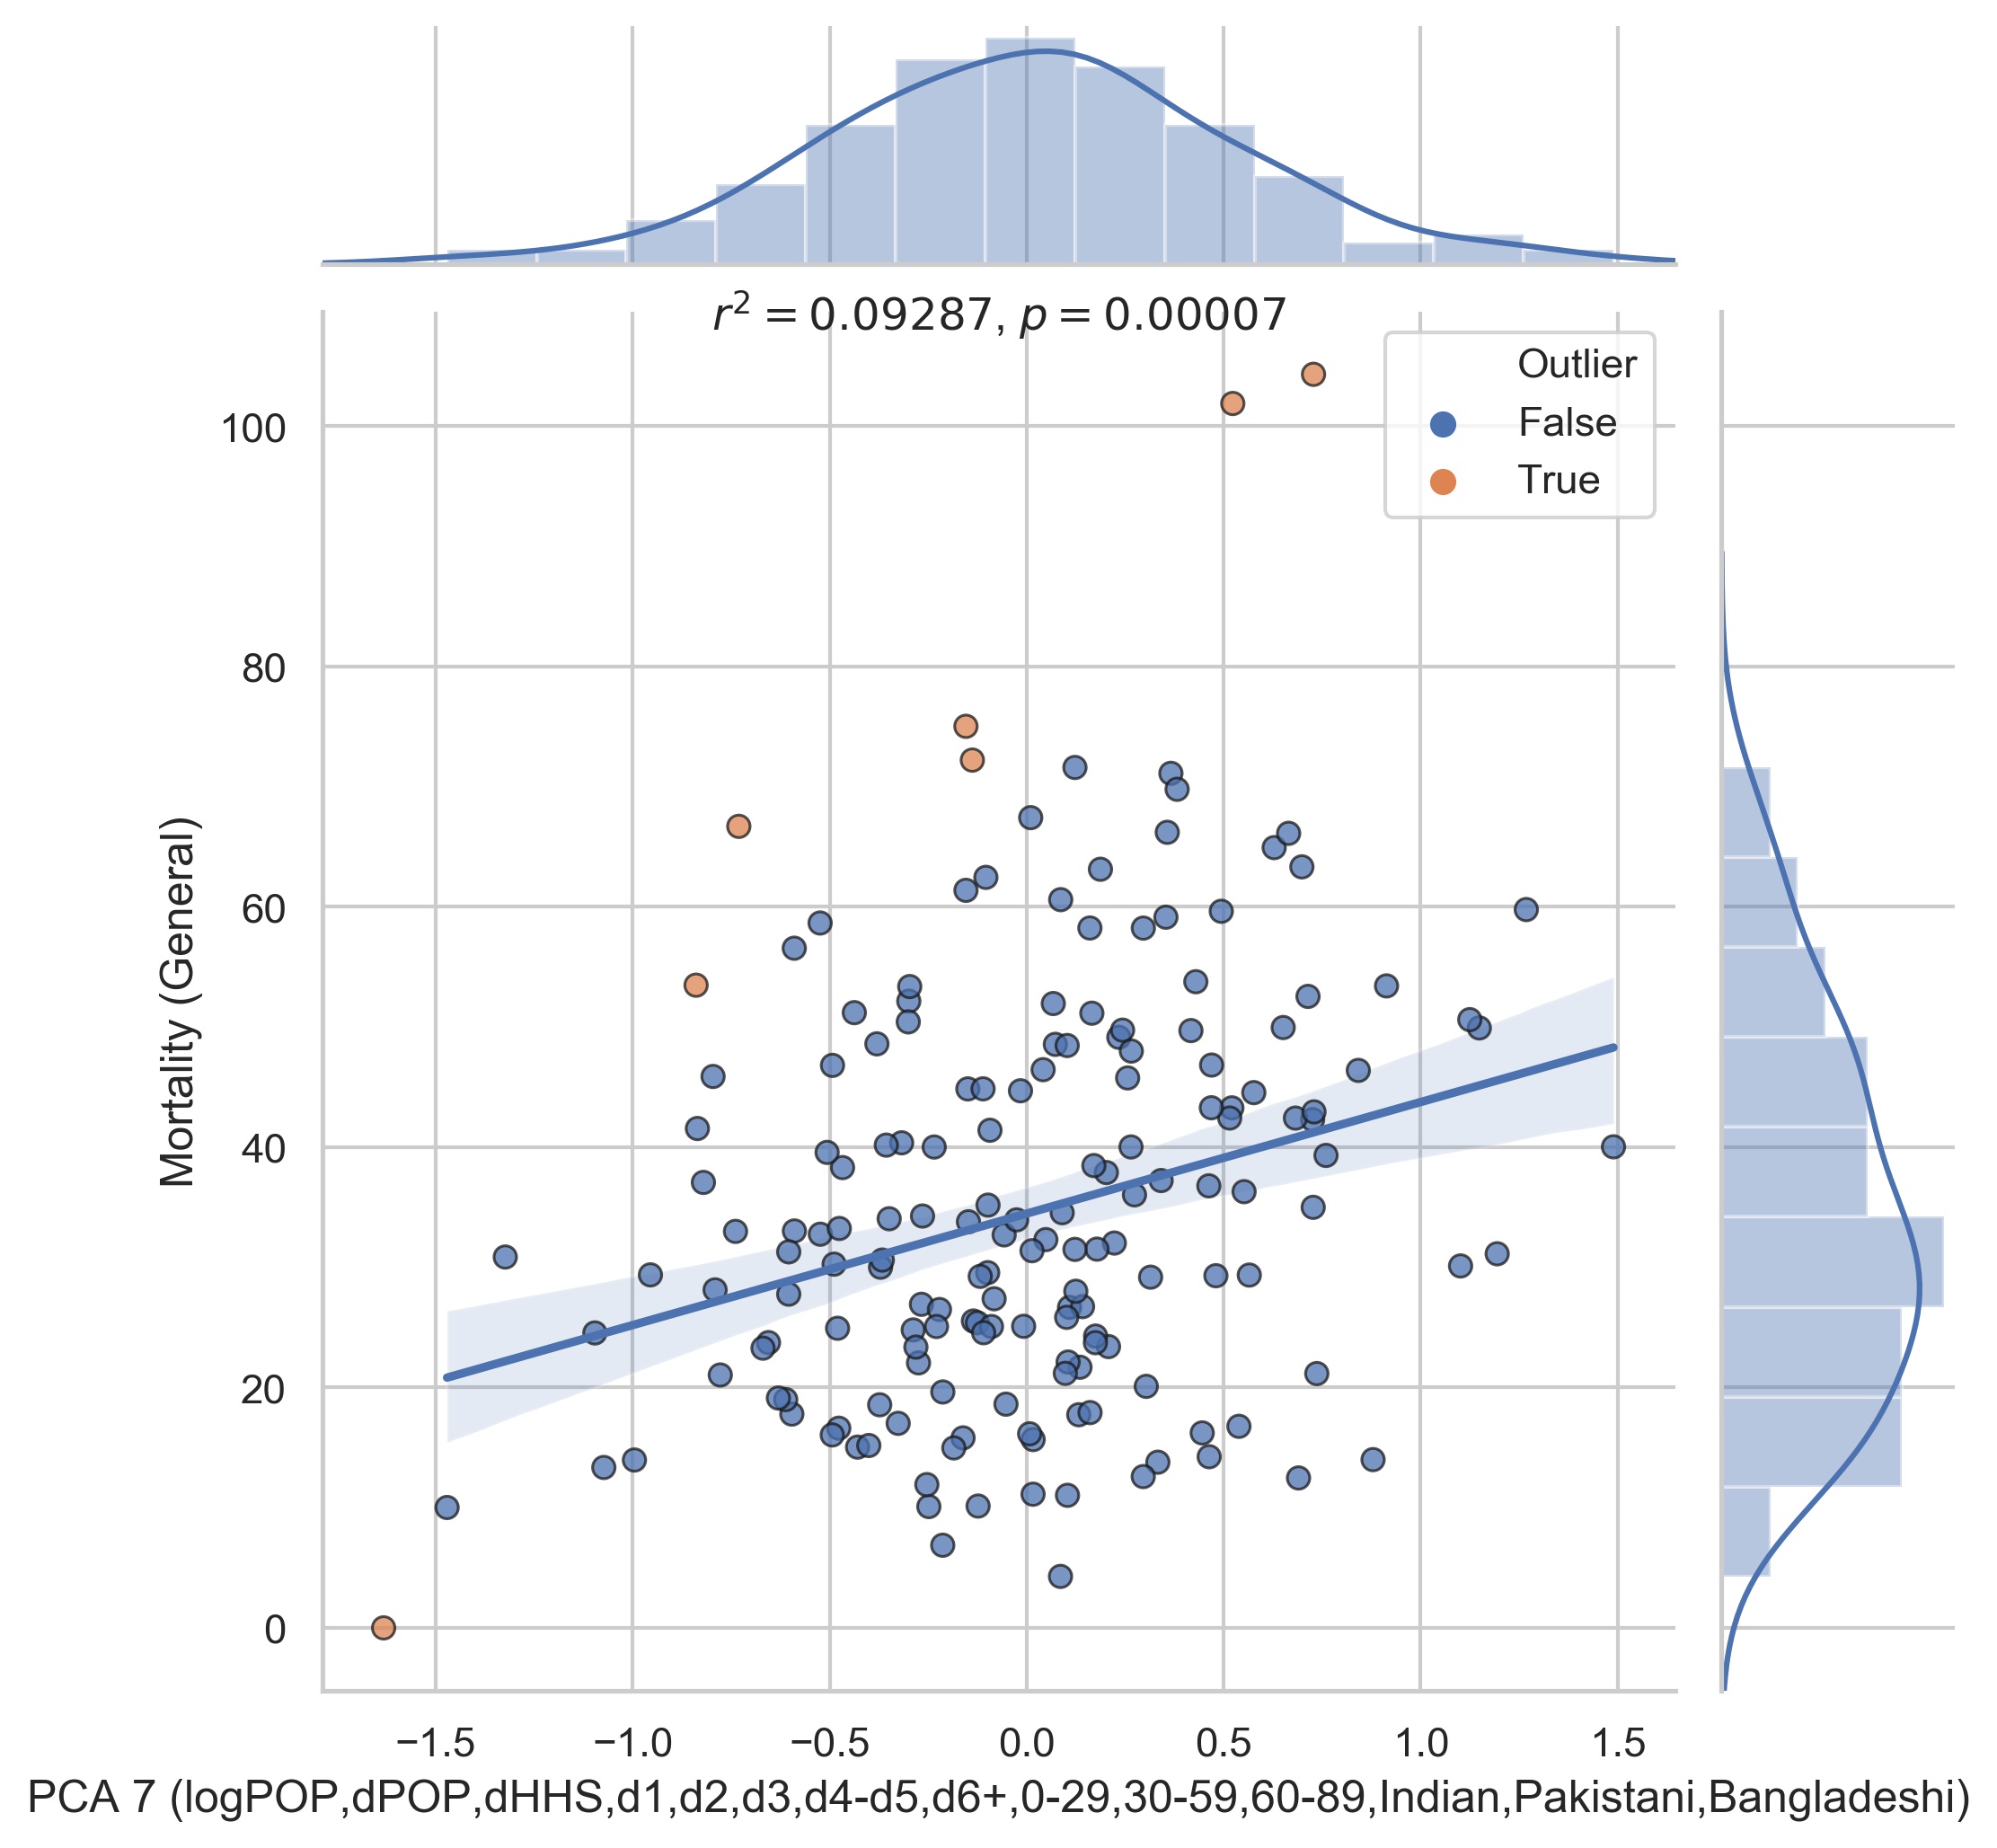 r² = 0.09287, p = 0.00007
Outlier
False
True
100
80
60
40
20
0
Mortality (General)
−1.5 −1.0 −0.5 0.0 0.5 1.0 1.5
PCA 7 (logPOP,dPOP,dHHS,d1,d2,d3,d4-d5,d6+,0-29,30-59,60-89,Indian,Pakistani,Bangladeshi)